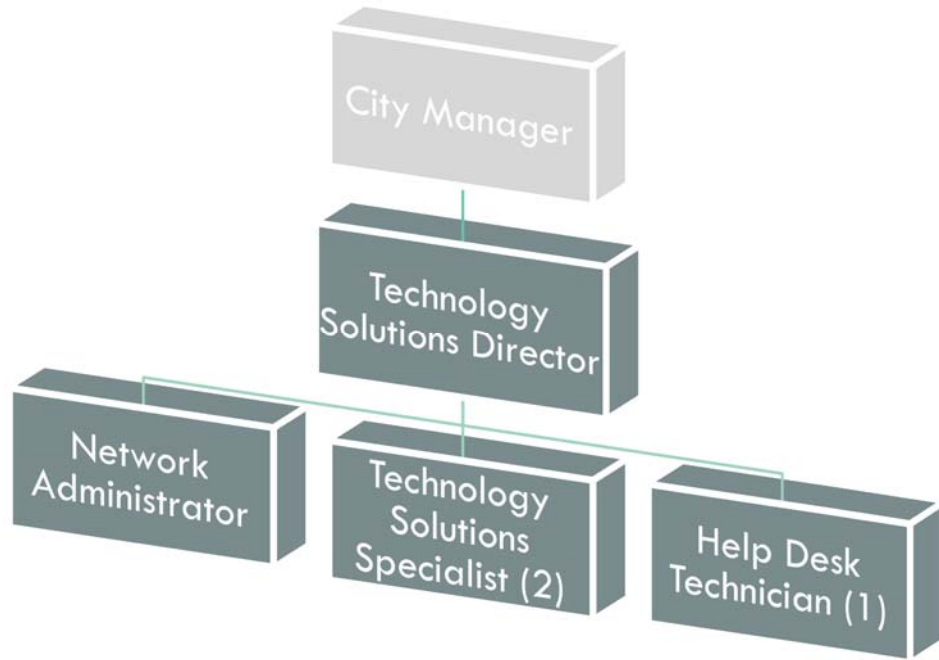 City Manager
Technology
Solutions Director
Network
Administrator
Technology
Solutions
Specialist (2)
Help Desk
Technician (1)